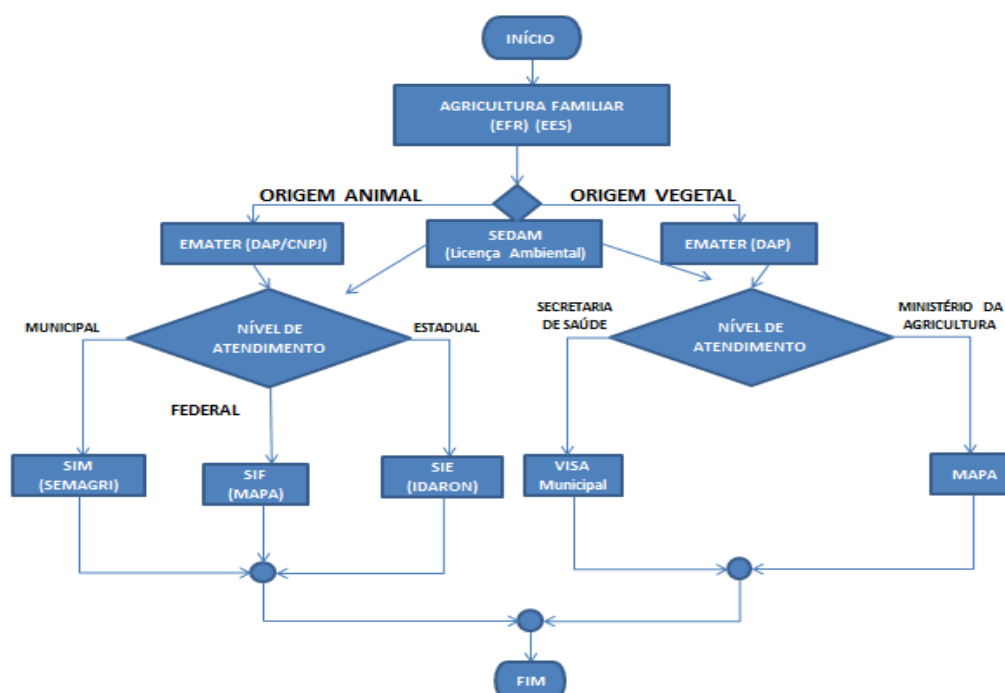 INÍCIO
AGRICULTURA FAMILIAR
(EFR) (EES)
ORIGEM ANIMAL
ORIGEM VEGETAL
EMATER (DAP/CNPJ)
SEDAM
(Licença Ambiental)
EMATER (DAP)
MUNICIPAL
NÍVEL DE
ATENDIMENTO
ESTADUAL
FEDERAL
SECRETARIA
DE SAÚDE
NÍVEL DE
ATENDIMENTO
MINISTÉRIO DA
AGRICULTURA
SIM
(SEMAGRI)
SIF
(MAPA)
SIE
(IDARON)
VISA
Municipal
MAPA
FIM